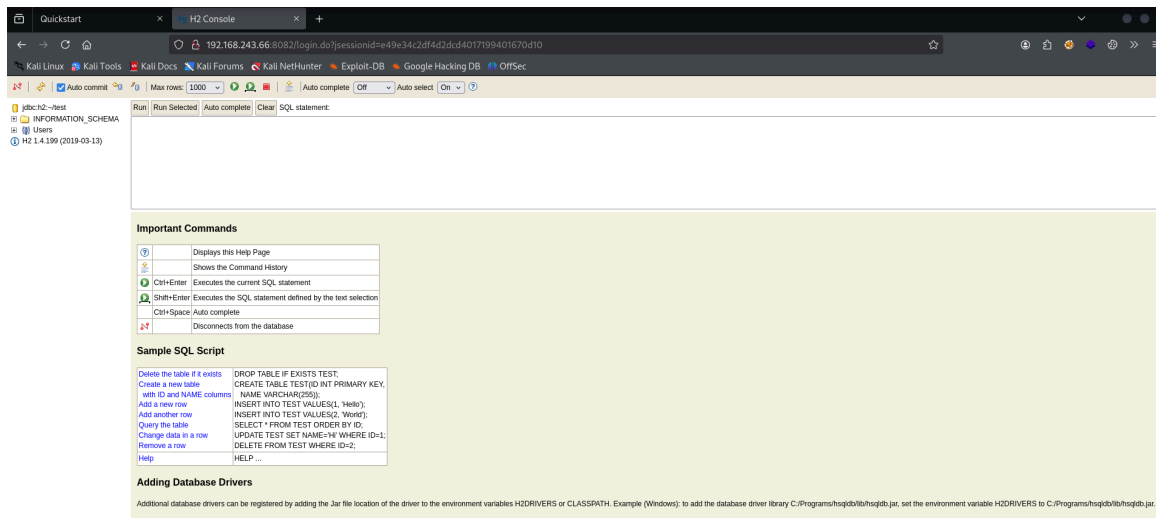 Quickstart
H2 Console
192.168.243.66:8082/login.do?jsessionid=e49e34c2df4d2dcd4017199401670d10
Kali Linux Kali Tools Kali Docs Kali Forums Kali NetHunter Exploit-DB Google Hacking DB OffSec
Auto commit Max rows: 1000 Auto complete Off Auto select On
jdbc:h2:~/test
INFORMATION_SCHEMA
Users
H2 1.4.199 (2019-03-13)
Run Run Selected Auto complete Clear SQL statement:
Important Commands
Displays this Help Page
Shows the Command History
Ctrl+Enter Executes the current SQL statement
Shift+Enter Executes the SQL statement defined by the text selection
Ctrl+Space Auto complete
Disconnects from the database
Sample SQL Script
Delete the table if it exists DROP TABLE IF EXISTS TEST;
Create a new table CREATE TABLE TEST(ID INT PRIMARY KEY,
with ID and NAME columns NAME VARCHAR(255));
Add a new row INSERT INTO TEST VALUES(1, 'Hello');
Add another row INSERT INTO TEST VALUES(2, 'World');
Query the table SELECT * FROM TEST ORDER BY ID;
Change data in a row UPDATE TEST SET NAME='Hi' WHERE ID=1;
Remove a row DELETE FROM TEST WHERE ID=2;
Help HELP ...
Adding Database Drivers
Additional database drivers can be registered by adding the Jar file location of the driver to the environment variables H2DRIVERS or CLASSPATH. Example (Windows): to add the database driver library C:/Programs/hsqldb/lib/hsqldb.jar, set the environment variable H2DRIVERS to C:/Programs/hsqldb/lib/hsqldb.jar.